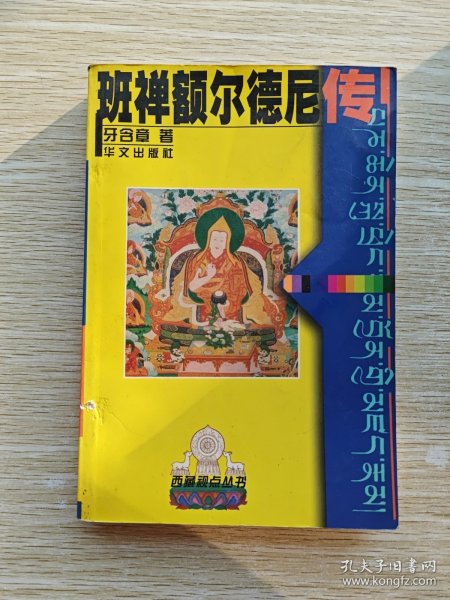 班禅额尔德尼传
牙含章 著
华文出版社
西藏视点丛书
孔夫子旧书网
www.kongfz.com